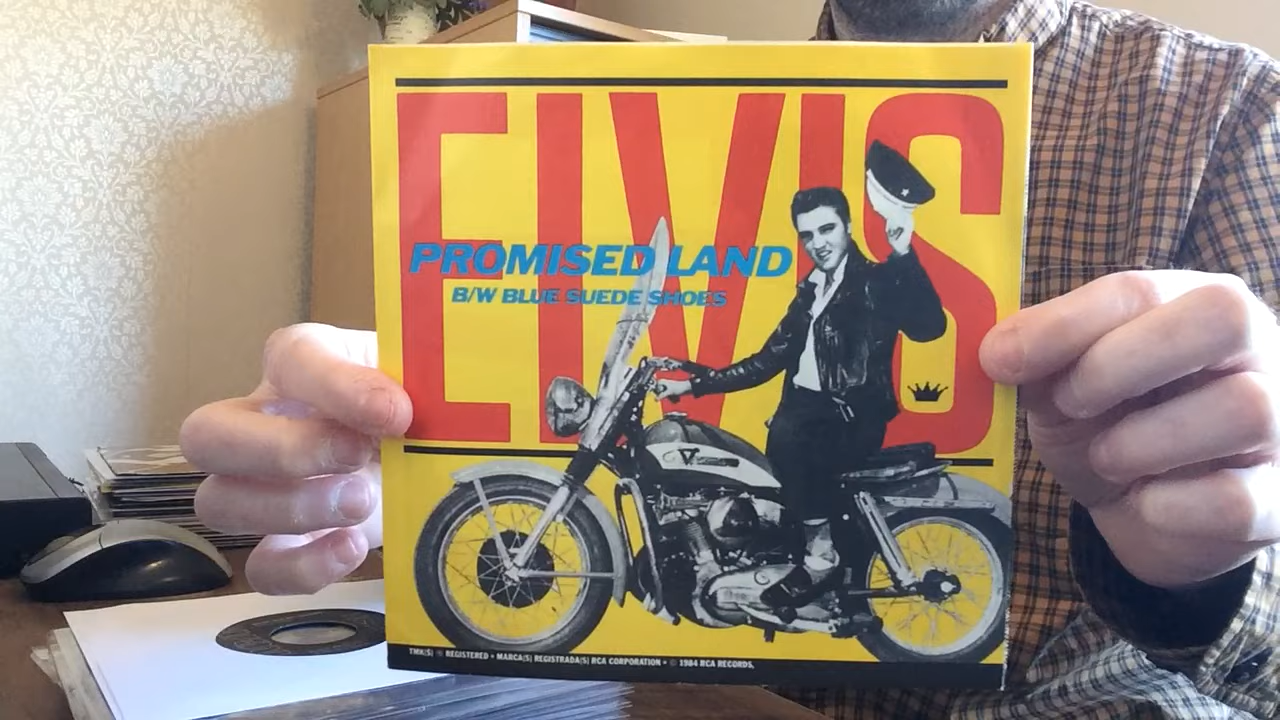 ELVIS
PROMISED LAND
B/W BLUE SUEDE SHOES
TMK(S) ® REGISTERED • MARCA(S) REGISTRADA(S) RCA CORPORATION • © 1984 RCA RECORDS.